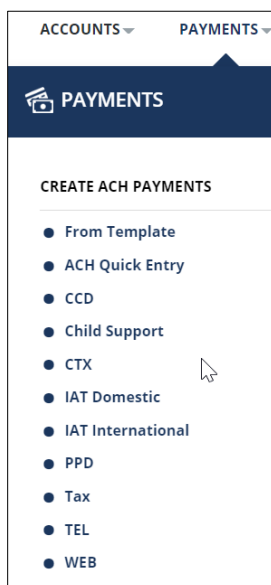 ACCOUNTS PAYMENTS
PAYMENTS
CREATE ACH PAYMENTS
From Template
ACH Quick Entry
CCD
Child Support
CTX
IAT Domestic
IAT International
PPD
Tax
TEL
WEB